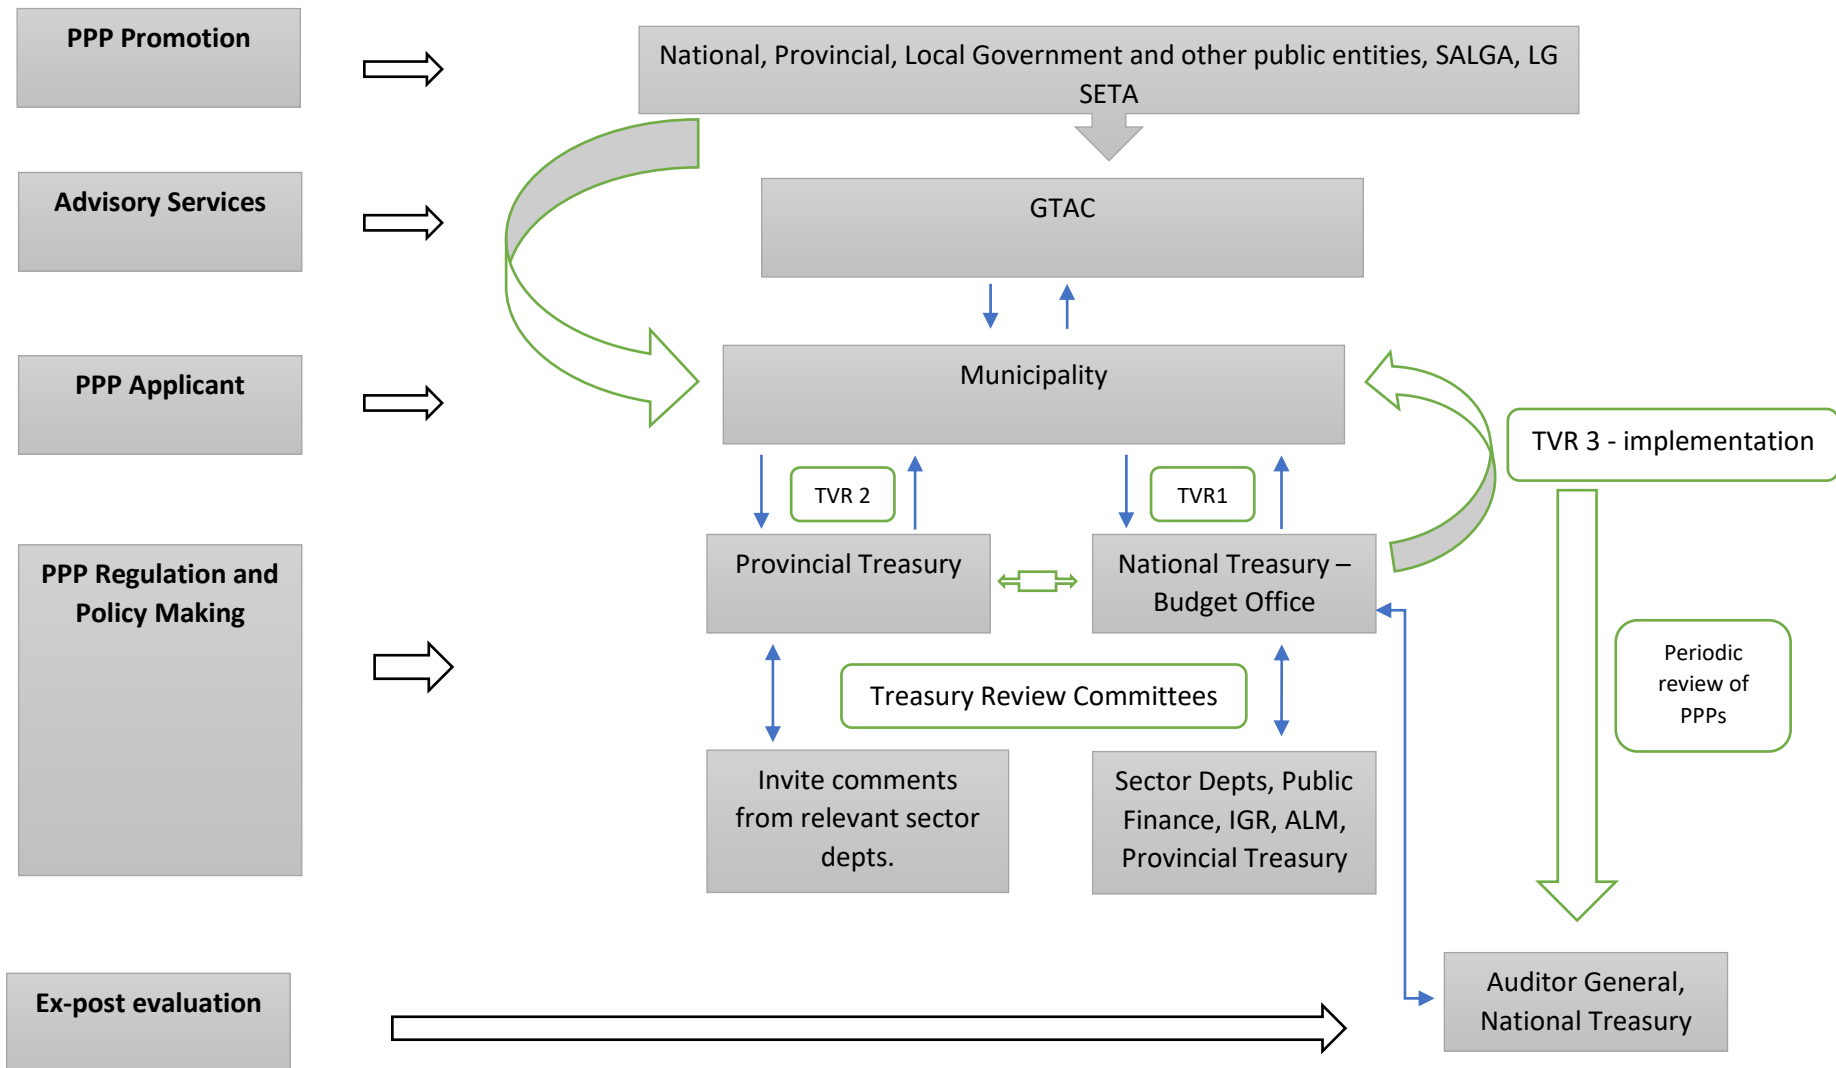 PPP Promotion
National, Provincial, Local Government and other public entities, SALGA, LG
SETA
Advisory Services
GTAC
PPP Applicant
Municipality
TVR 3 - implementation
TVR 2
TVR1
PPP Regulation and
Policy Making
Provincial Treasury
National Treasury –
Budget Office
Treasury Review Committees
Periodic
review of
PPPs
Invite comments
from relevant sector
depts.
Sector Depts, Public
Finance, IGR, ALM,
Provincial Treasury
Ex-post evaluation
Auditor General,
National Treasury